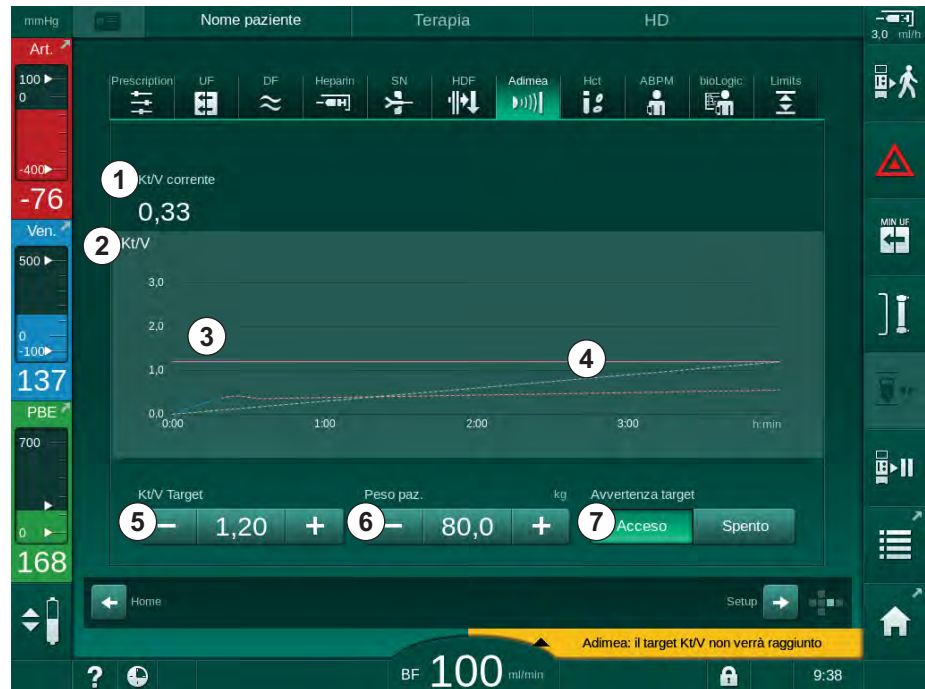 mmHg Nome paziente Terapia HD 3,0 ml/h
Art.
100
0
-400
-76
Ven.
500
0
-100
137
PBE
700
0
168
Prescription UF DF Heparin SN HDF Adimea Hct ABPM bioLogic Limits
1 Kt/V corrente
0,33
2 Kt/V
3,0
2,0
3
4
1,0
0,0
0:00 1:00 2:00 3:00 h:min
Kt/V Target Peso paz. kg Avvertenza target
5 − 1,20 + 6 − 80,0 + 7 Acceso Spento
Home Setup
Adimea: il target Kt/V non verrà raggiunto
? BF 100 ml/min 9:38
MIN UF